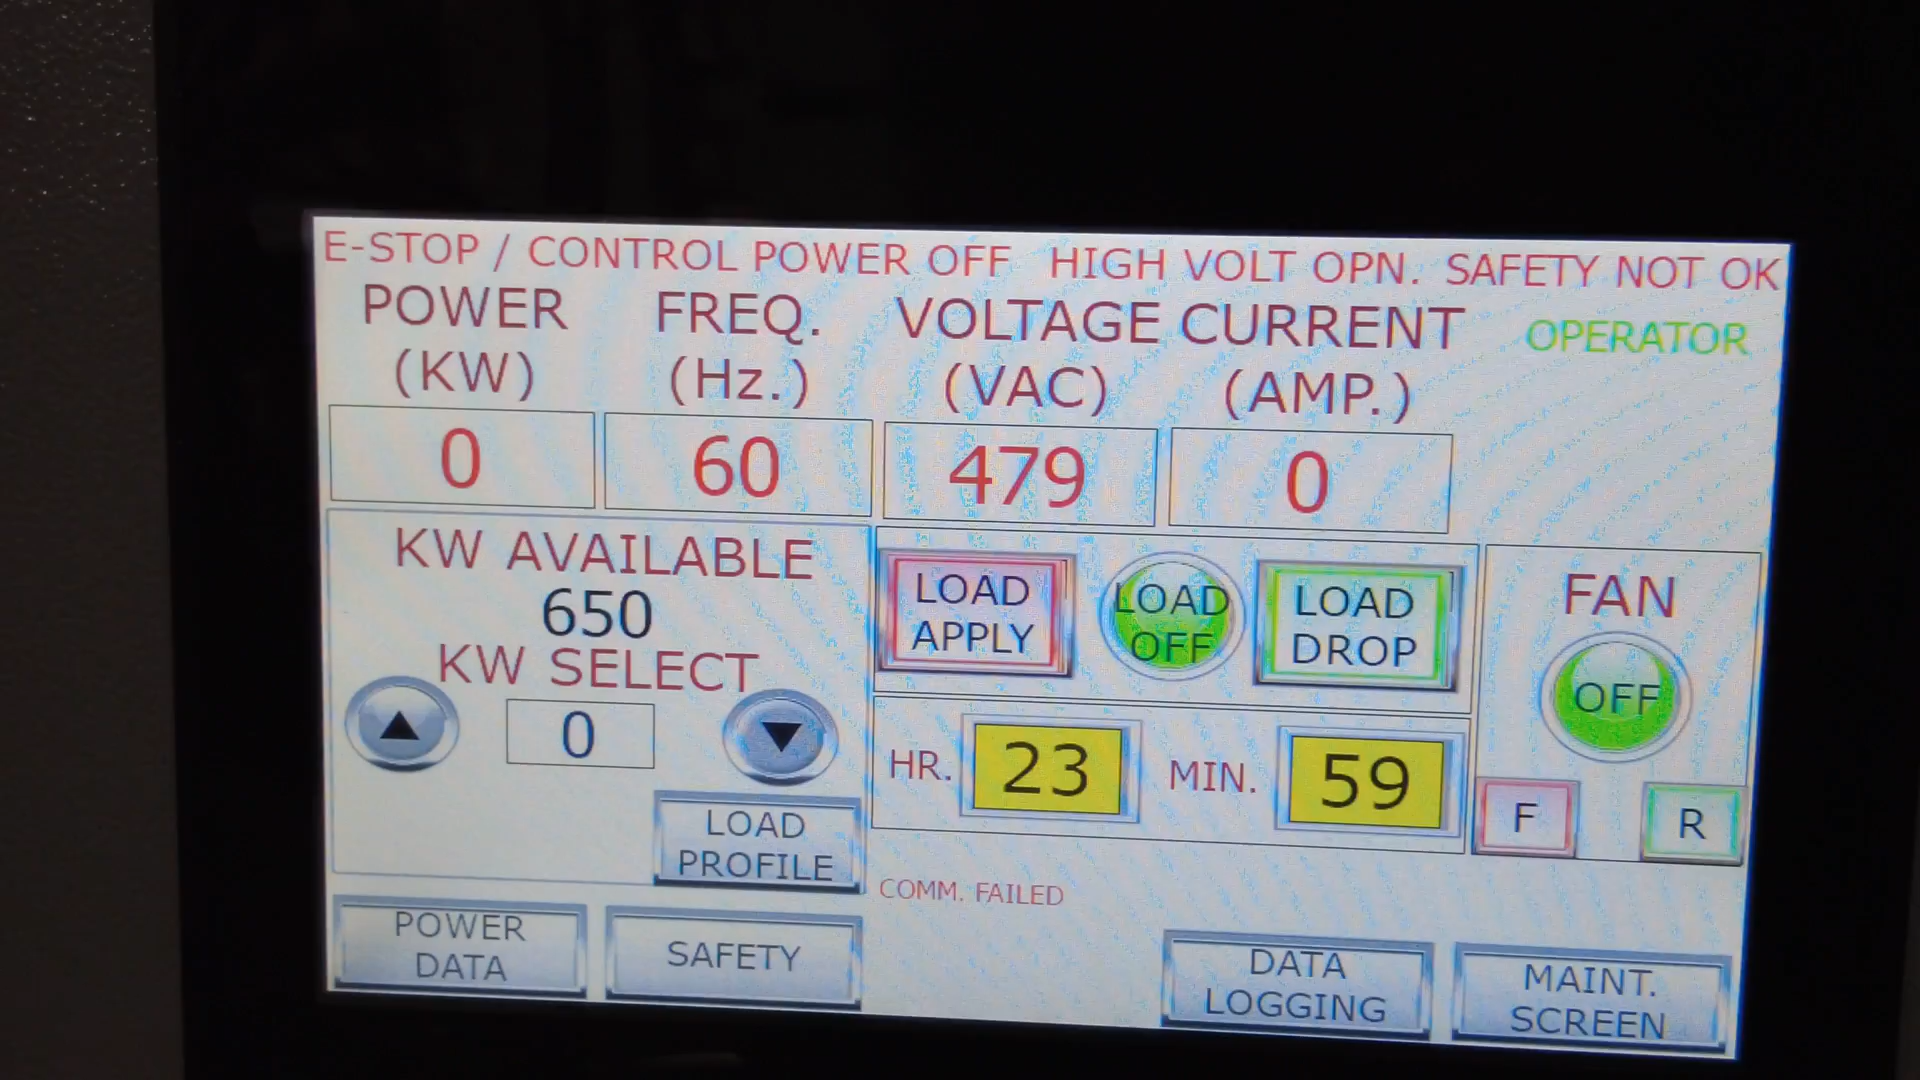 E-STOP / CONTROL POWER OFF HIGH VOLT OPN. SAFETY NOT OK
POWER FREQ. VOLTAGE CURRENT OPERATOR
(KW) (Hz.) (VAC) (AMP.)
0 60 479 0
KW AVAILABLE
650
KW SELECT
0
LOAD
PROFILE
LOAD
APPLY
LOAD
OFF
LOAD
DROP
HR. 23 MIN. 59
FAN
OFF
F R
COMM. FAILED
POWER
DATA
SAFETY
DATA
LOGGING
MAINT.
SCREEN